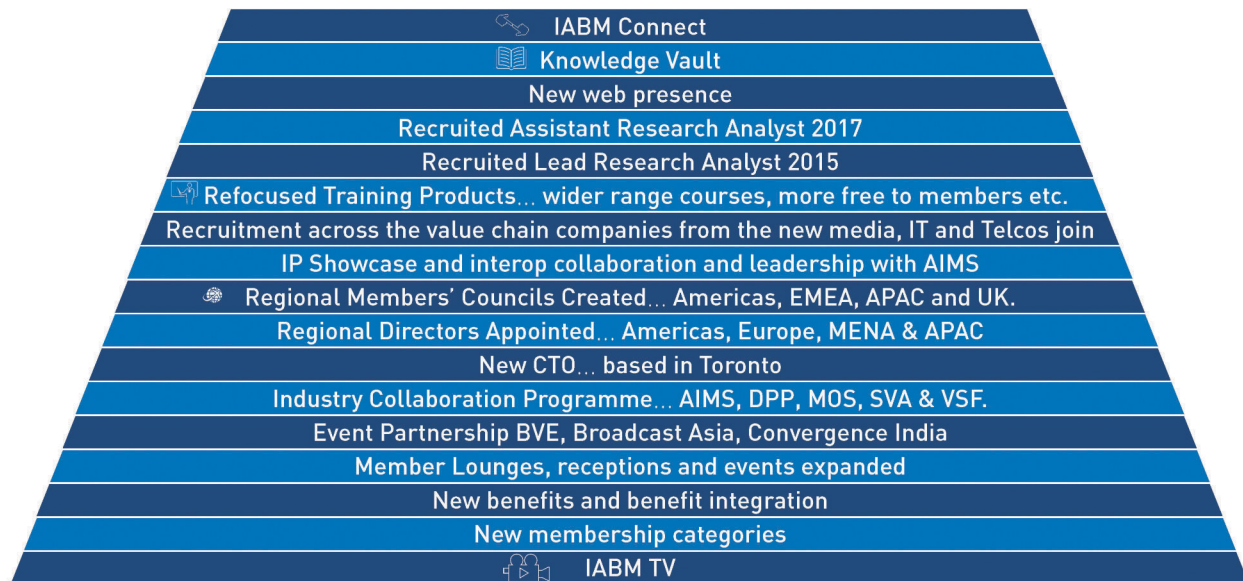 IABM Connect
Knowledge Vault
New web presence
Recruited Assistant Research Analyst 2017
Recruited Lead Research Analyst 2015
Refocused Training Products... wider range courses, more free to members etc.
Recruitment across the value chain companies from the new media, IT and Telcos join
IP Showcase and interop collaboration and leadership with AIMS
Regional Members’ Councils Created... Americas, EMEA, APAC and UK.
Regional Directors Appointed... Americas, Europe, MENA & APAC
New CTO... based in Toronto
Industry Collaboration Programme... AIMS, DPP, MOS, SVA & VSF.
Event Partnership BVE, Broadcast Asia, Convergence India
Member Lounges, receptions and events expanded
New benefits and benefit integration
New membership categories
IABM TV